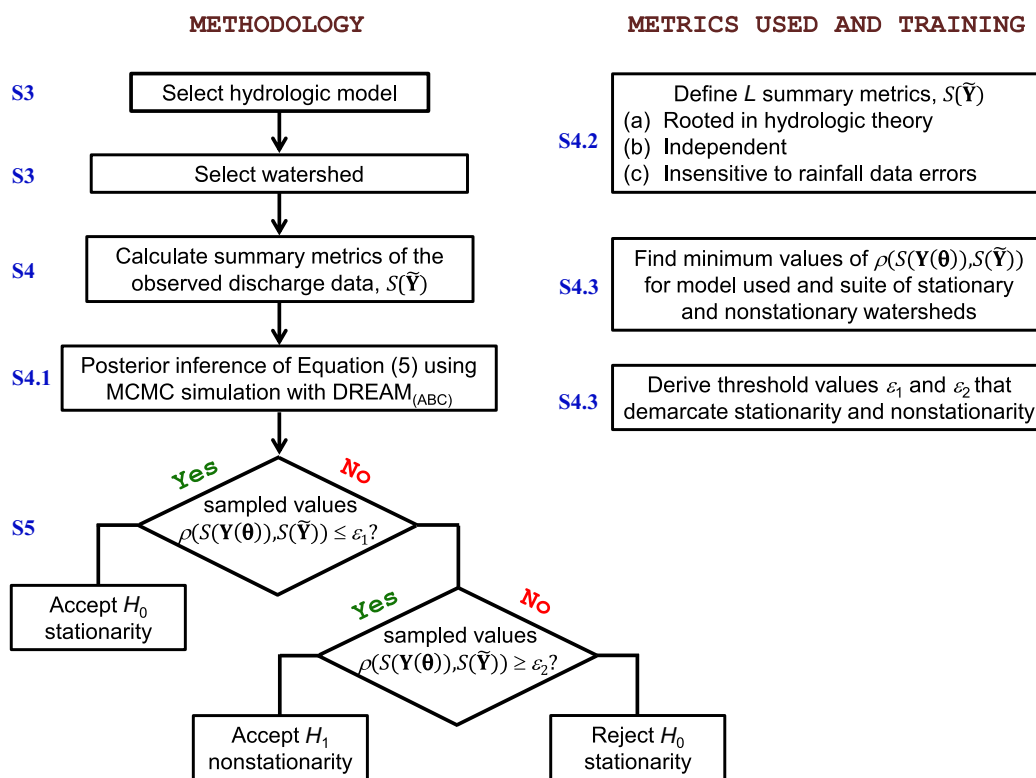 METHODOLOGY
S3
Select hydrologic model
S3
Select watershed
S4
Calculate summary metrics of the
observed discharge data, S(Ỹ)
S4.1
Posterior inference of Equation (5) using
MCMC simulation with DREAM(ABC)
Yes
No
S5
sampled values
ρ(S(Y(θ)),S(Ỹ)) ≤ ε₁?
Accept H₀
stationarity
Yes
No
sampled values
ρ(S(Y(θ)),S(Ỹ)) ≥ ε₂?
Accept H₁
nonstationarity
Reject H₀
stationarity
METRICS USED AND TRAINING
S4.2
Define L summary metrics, S(Ỹ)
(a) Rooted in hydrologic theory
(b) Independent
(c) Insensitive to rainfall data errors
S4.3
Find minimum values of ρ(S(Y(θ)),S(Ỹ))
for model used and suite of stationary
and nonstationary watersheds
S4.3
Derive threshold values ε₁ and ε₂ that
demarcate stationarity and nonstationarity